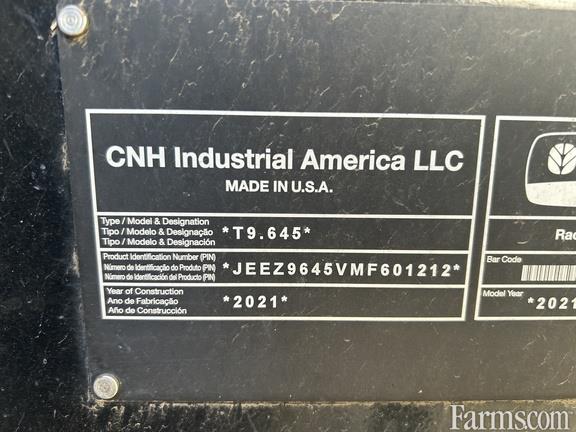 CNH Industrial America LLC
MADE IN U.S.A.
Type / Model & Designation
Tipo / Modelo & Designação
Tipo / Modelo & Designación
*T9.645*
Product Identification Number (PIN)
Número de Identificação do Produto (PIN)
Número de Identificación del Producto (PIN)
*JEEZ9645VMF601212*
Year of Construction
Ano de Fabricação
Año de Construcción
*2021*
Bar Code
Model Year
*2021
Farms.com